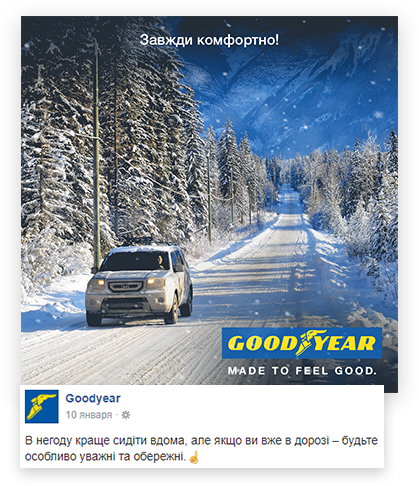 Завжди комфортно!
GOODYEAR
MADE TO FEEL GOOD.
Goodyear
10 января ·
В негоду краще сидіти вдома, але якщо ви вже в дорозі – будьте
особливо уважні та обережні.☝